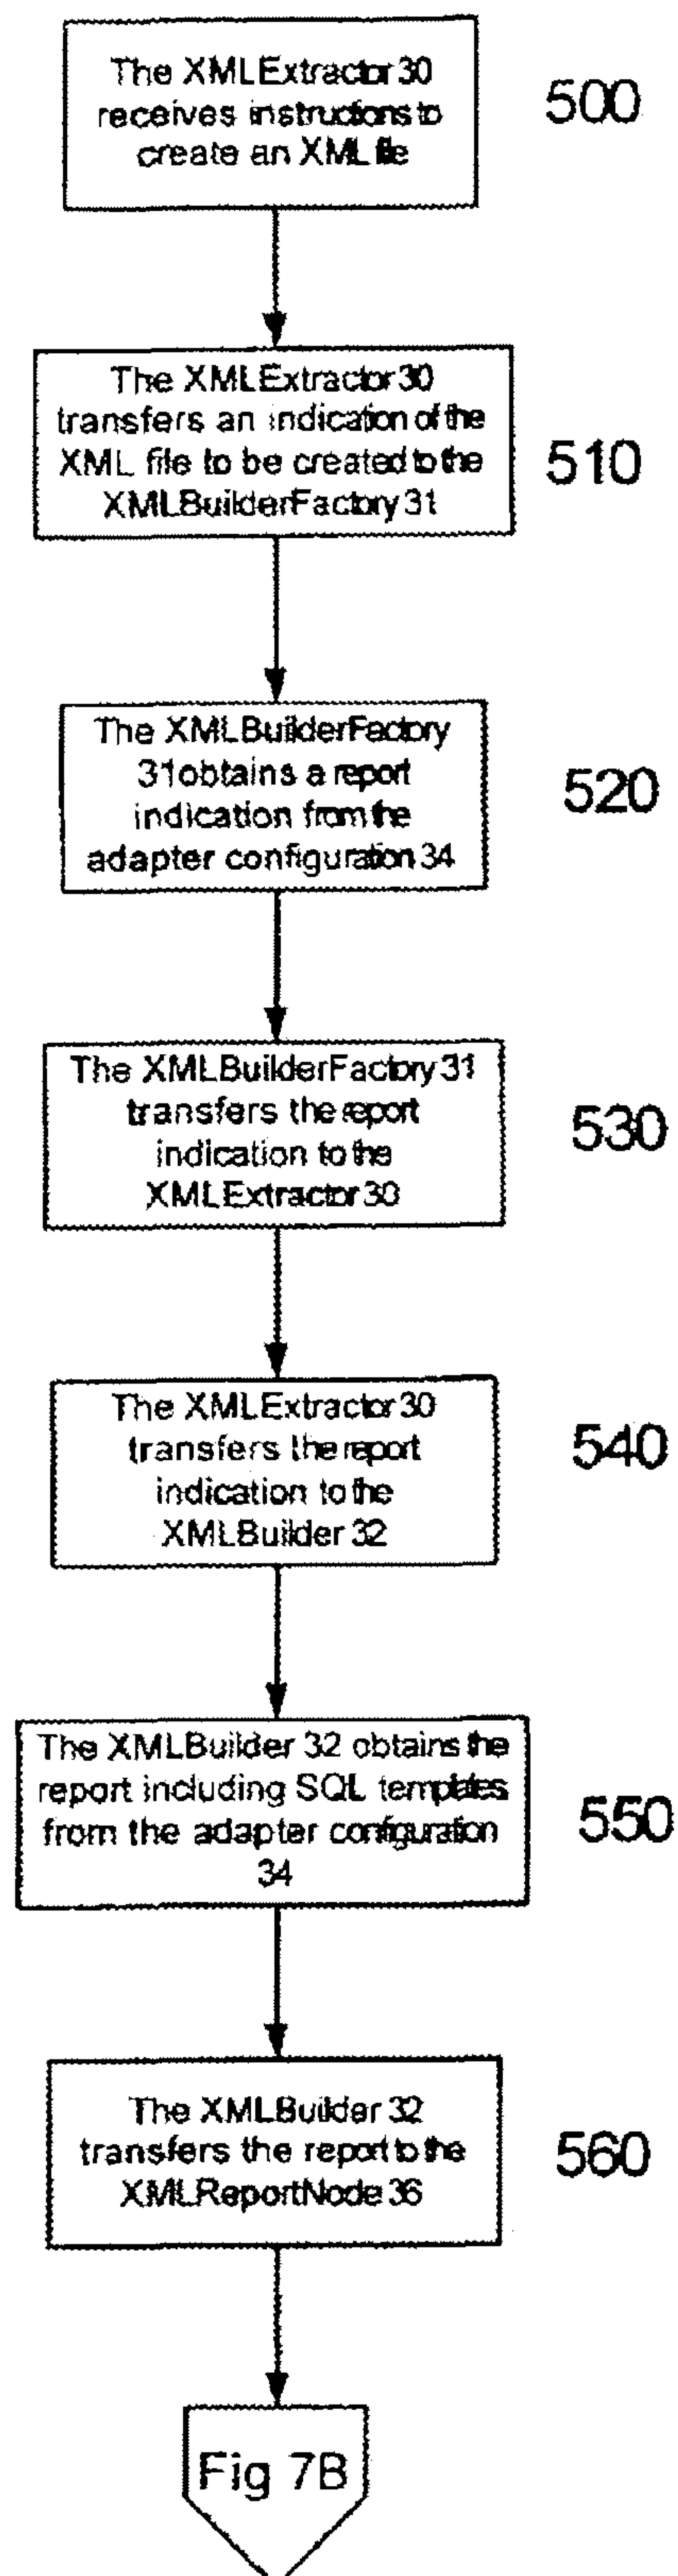 The XMLExtractor 30
receives instructions to
create an XML file
500
The XMLExtractor 30
transfers an indication of the
XML file to be created to the
XMLBuilderFactory 31
510
The XMLBuilderFactory
31 obtains a report
indication from the
adapter configuration 34
520
The XMLBuilderFactory 31
transfers the report
indication to the
XMLExtractor 30
530
The XMLExtractor 30
transfers the report
indication to the
XMLBuilder 32
540
The XMLBuilder 32 obtains the
report including SQL templates
from the adapter configuration
34
550
The XMLBuilder 32
transfers the report to the
XMLReportNode 36
560
Fig 7B